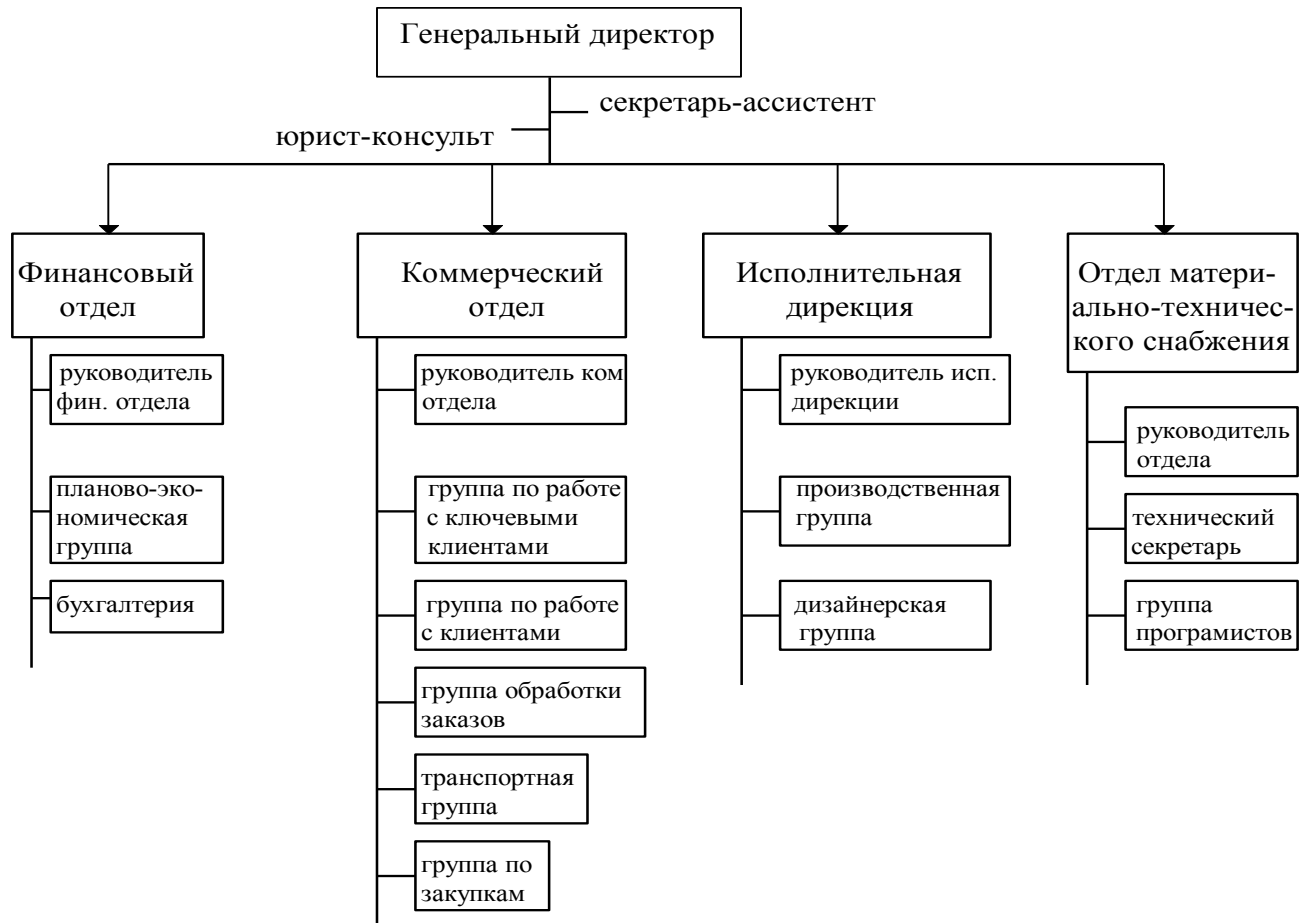 Генеральный директор
секретарь-ассистент
юрист-консульт
Финансовый
отдел
руководитель
фин. отдела
планово-эко-
номическая
группа
бухгалтерия
Коммерческий
отдел
руководитель ком
отдела
группа по работе
с ключевыми
клиентами
группа по работе
с клиентами
группа обработки
заказов
транспортная
группа
группа по
закупкам
Исполнительная
дирекция
руководитель исп.
дирекции
производственная
группа
дизайнерская
группа
Отдел матери-
ально-техничес-
кого снабжения
руководитель
отдела
технический
секретарь
группа
програмистов